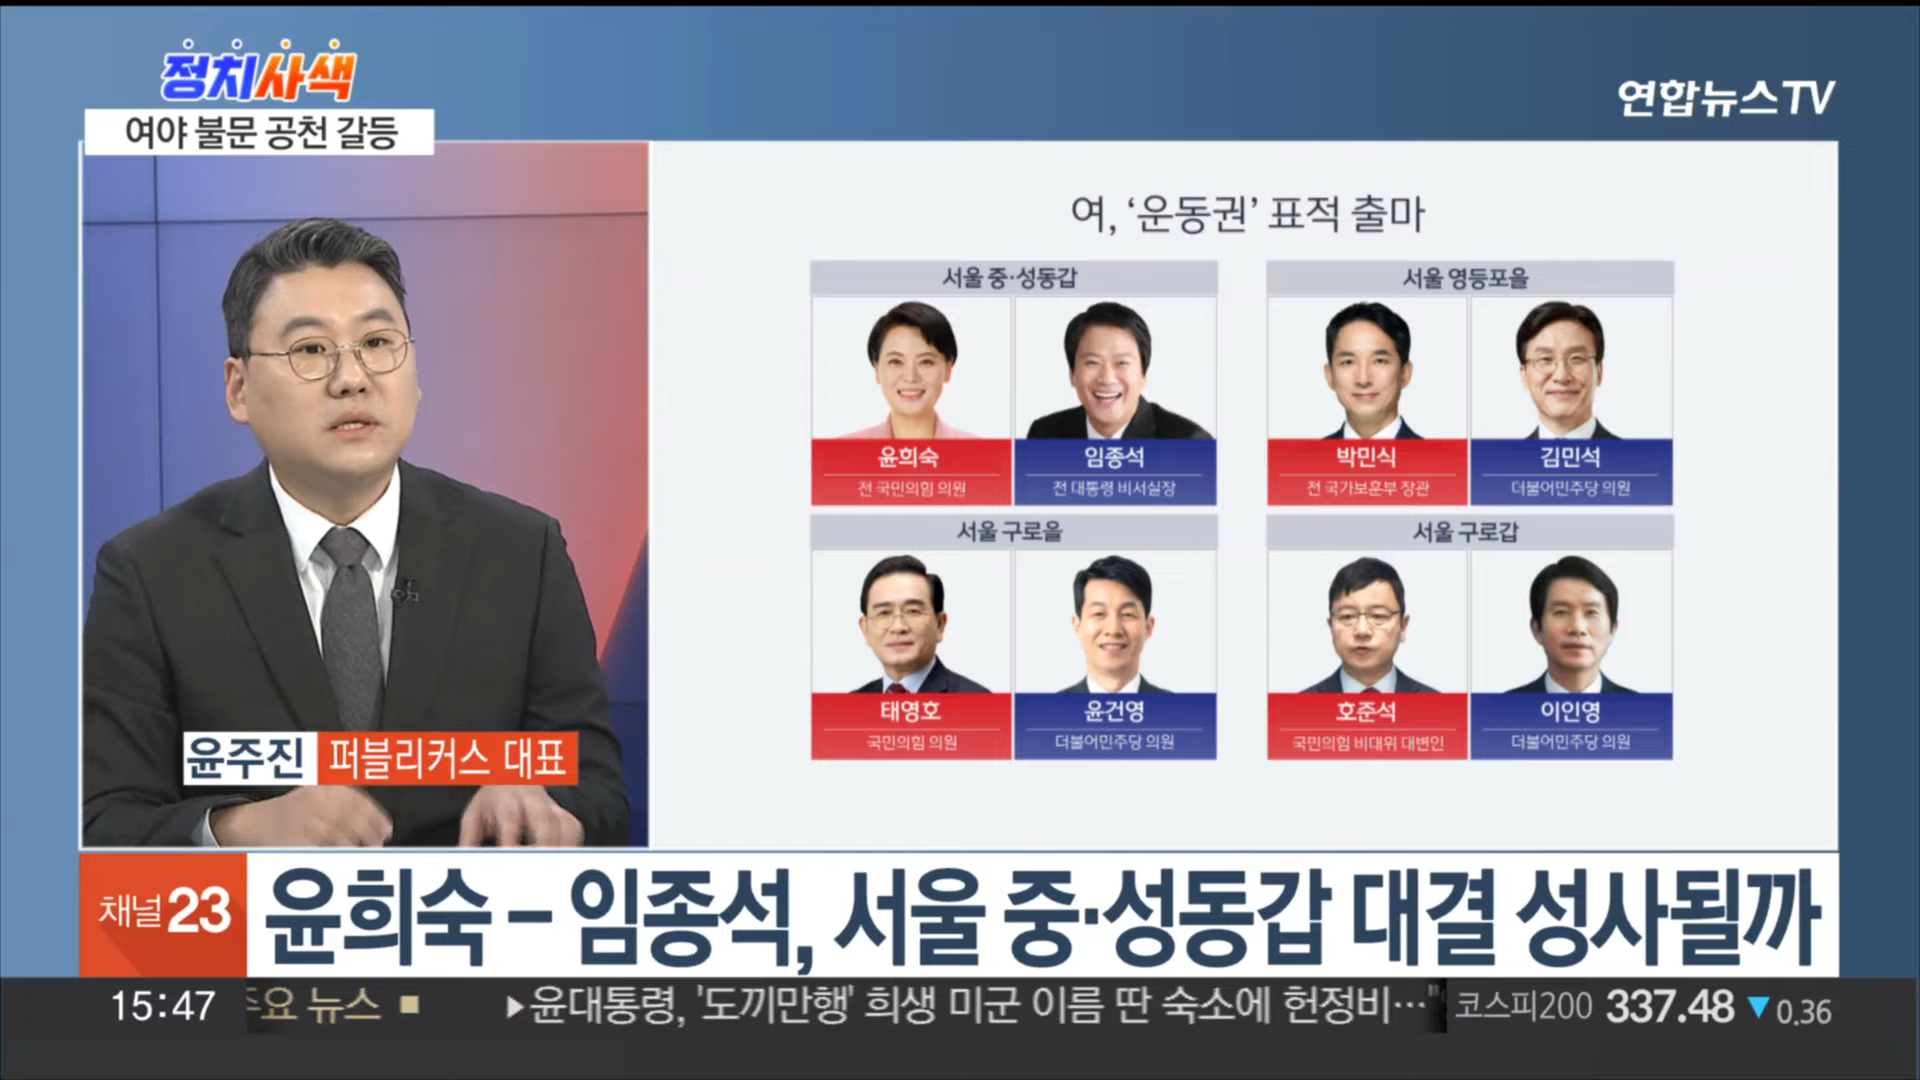 정치사색
연합뉴스TV
여야 불문 공천 갈등
여, ‘운동권’ 표적 출마
서울 중·성동갑
윤희숙
전 국민의힘 의원
임종석
전 대통령 비서실장
서울 영등포을
박민식
전 국가보훈부 장관
김민석
더불어민주당 의원
서울 구로을
태영호
국민의힘 의원
윤건영
더불어민주당 의원
서울 구로갑
호준석
국민의힘 비대위 대변인
이인영
더불어민주당 의원
윤주진 퍼블리커스 대표
채널23
윤희숙 – 임종석, 서울 중·성동갑 대결 성사될까
15:47 주요 뉴스 ■ ▶윤대통령, '도끼만행' 희생 미군 이름 딴 숙소에 헌정비…" 코스피200 337.48 ▼0.36